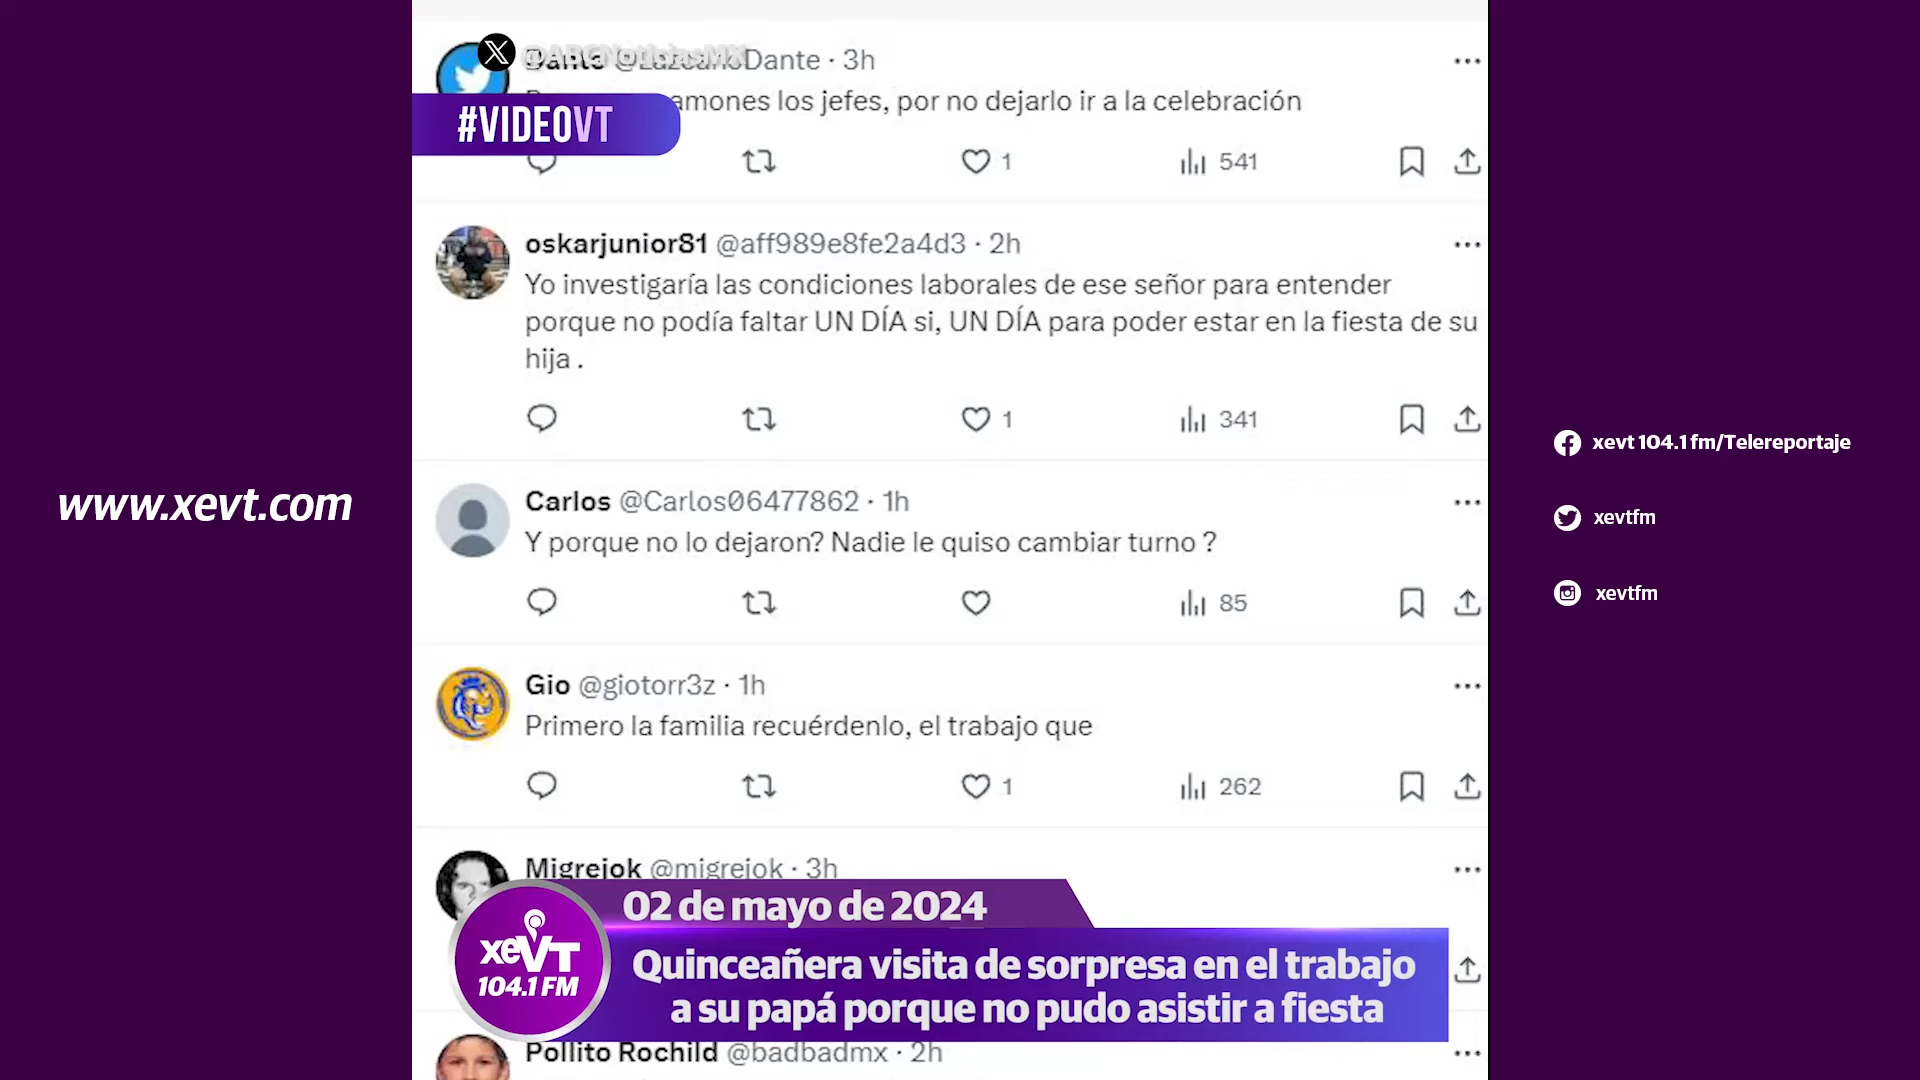 @ABCNoticiasMX
Dante @LazcanoDante · 3h
amones los jefes, por no dejarlo ir a la celebración
#VIDEOVT
1
541
oskarjunior81 @aff989e8fe2a4d3 · 2h
Yo investigaría las condiciones laborales de ese señor para entender
porque no podía faltar UN DÍA si, UN DÍA para poder estar en la fiesta de su
hija .
1
341
Carlos @Carlos06477862 · 1h
Y porque no lo dejaron? Nadie le quiso cambiar turno ?
85
Gio @giotorr3z · 1h
Primero la familia recuérdenlo, el trabajo que
1
262
Migrejok @migrejok · 3h
02 de mayo de 2024
Quinceañera visita de sorpresa en el trabajo
a su papá porque no pudo asistir a fiesta
xeVT
104.1 FM
Pollito Rochild @badbadmx · 2h
www.xevt.com
xevt 104.1 fm/Telereportaje
xevtfm
xevtfm